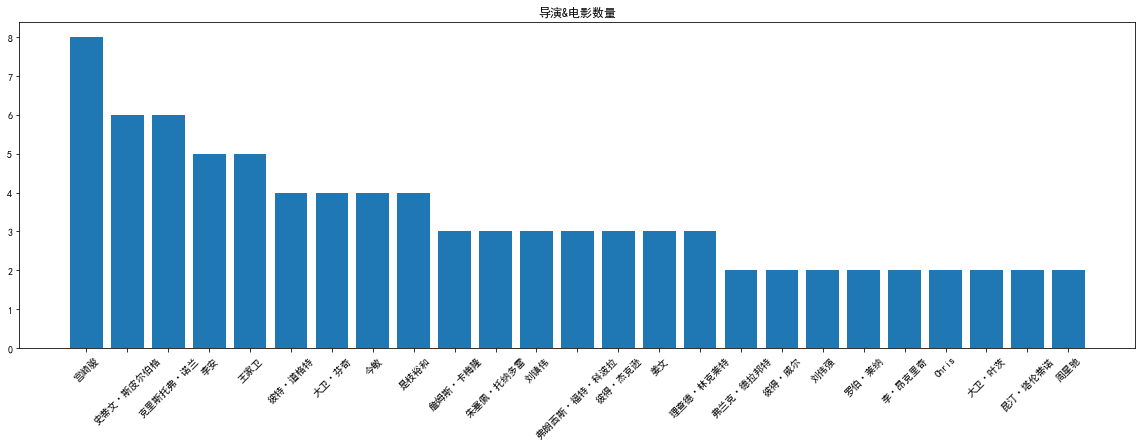 导演&电影数量
8
7
6
5
4
3
2
1
0
宫崎骏
史蒂文·斯皮尔伯格
克里斯托弗·诺兰
李安
王家卫
彼特·道格特
大卫·芬奇
今敏
是枝裕和
詹姆斯·卡梅隆
朱塞佩·托纳多雷
刘镇伟
弗朗西斯·福特·科波拉
彼得·杰克逊
姜文
理查德·林克莱特
弗兰克·德拉邦特
彼得·威尔
刘伟强
罗伯·莱纳
李·昂克里奇
Chris
大卫·叶茨
昆汀·塔伦蒂诺
周星驰